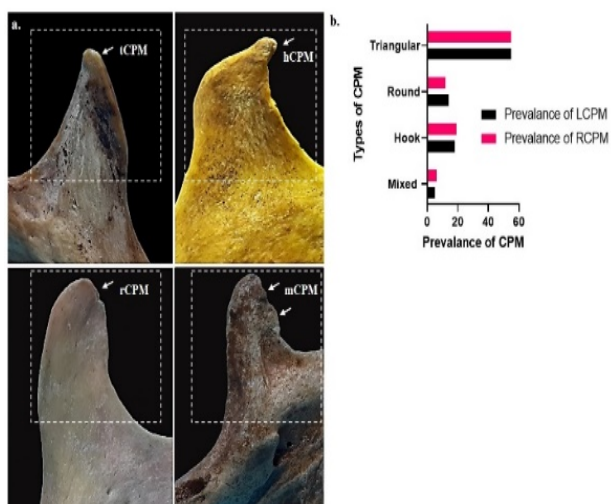 a.
tCPM
hCPM
rCPM
mCPM
b.
Types of CPM
Triangular
Round
Hook
Mixed
0 20 40 60
Prevalance of CPM
Prevalance of LCPM
Prevalance of RCPM